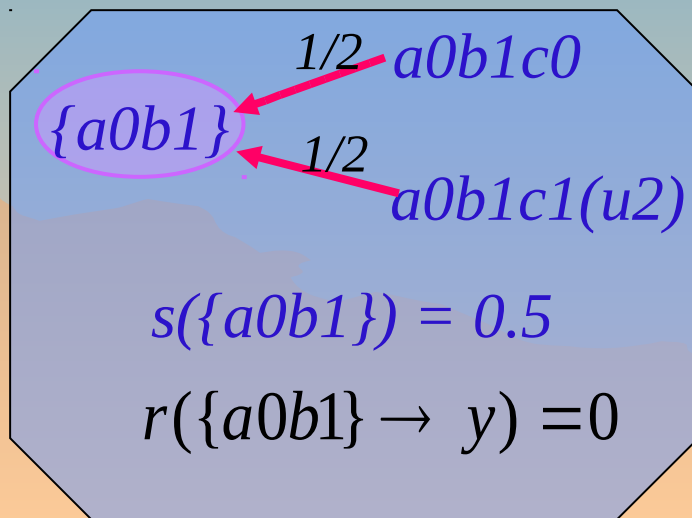 1/2 a0b1c0
{a0b1}
1/2
a0b1c1(u2)
s({a0b1}) = 0.5
r({a0b1}→ y) =0